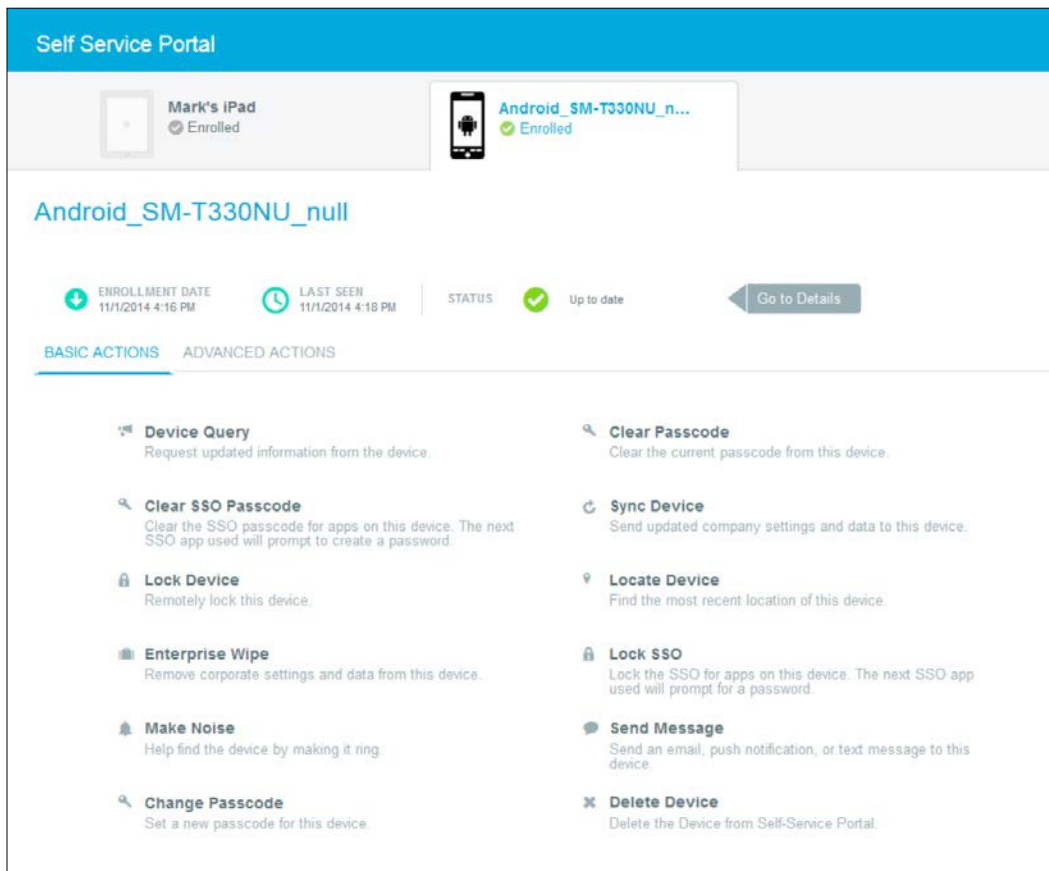 Self Service Portal
Mark's iPad
Enrolled
Android_SM-T330NU_n...
Enrolled
Android_SM-T330NU_null
ENROLLMENT DATE
11/1/2014 4:16 PM
LAST SEEN
11/1/2014 4:18 PM
STATUS
Up to date
Go to Details
BASIC ACTIONS
ADVANCED ACTIONS
Device Query
Request updated information from the device.
Clear Passcode
Clear the current passcode from this device.
Clear SSO Passcode
Clear the SSO passcode for apps on this device. The next
SSO app used will prompt to create a password.
Sync Device
Send updated company settings and data to this device.
Lock Device
Remotely lock this device.
Locate Device
Find the most recent location of this device.
Enterprise Wipe
Remove corporate settings and data from this device.
Lock SSO
Lock the SSO for apps on this device. The next SSO app
used will prompt for a password.
Make Noise
Help find the device by making it ring.
Send Message
Send an email, push notification, or text message to this
device.
Change Passcode
Set a new passcode for this device.
Delete Device
Delete the Device from Self-Service Portal.